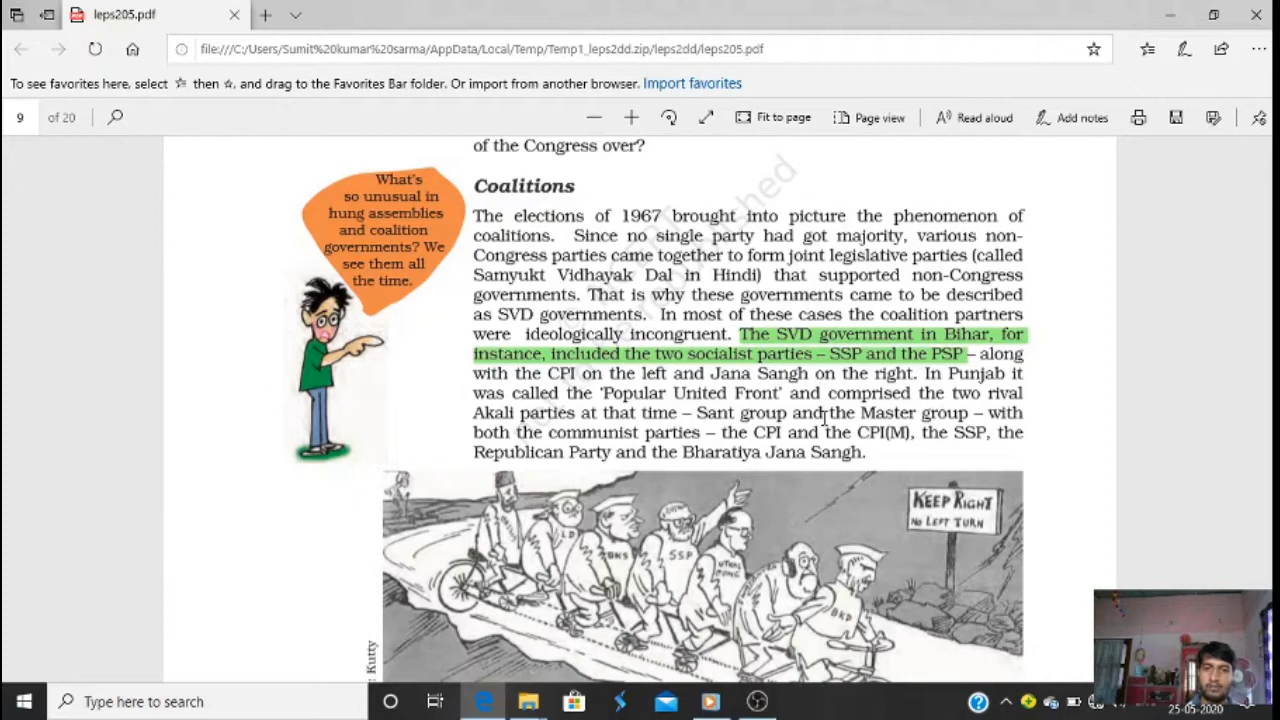 leps205.pdf
file:///C:/Users/Sumit%20kumar%20sarma/AppData/Local/Temp/Temp1_leps2dd.zip/leps2dd/leps205.pdf
To see favorites here, select then, and drag to the Favorites Bar folder. Or import from another browser. Import favorites
9 of 20
Fit to page
Page view
Read aloud
Add notes
of the Congress over?
What's
so unusual in
hung assemblies
and coalition
governments? We
see them all
the time.
Coalitions
The elections of 1967 brought into picture the phenomenon of
coalitions. Since no single party had got majority, various non-
Congress parties came together to form joint legislative parties (called
Samyukt Vidhayak Dal in Hindi) that supported non-Congress
governments. That is why these governments came to be described
as SVD governments. In most of these cases the coalition partners
were ideologically incongruent. The SVD government in Bihar, for
instance, included the two socialist parties – SSP and the PSP – along
with the CPI on the left and Jana Sangh on the right. In Punjab it
was called the 'Popular United Front' and comprised the two rival
Akali parties at that time – Sant group and the Master group – with
both the communist parties – the CPI and the CPI(M), the SSP, the
Republican Party and the Bharatiya Jana Sangh.
KEEP RIGHT
NO LEFT TURN
LD
BKS
SSP
UTKAL
CONG
BKD
: Kutty
Type here to search
25-05-2020